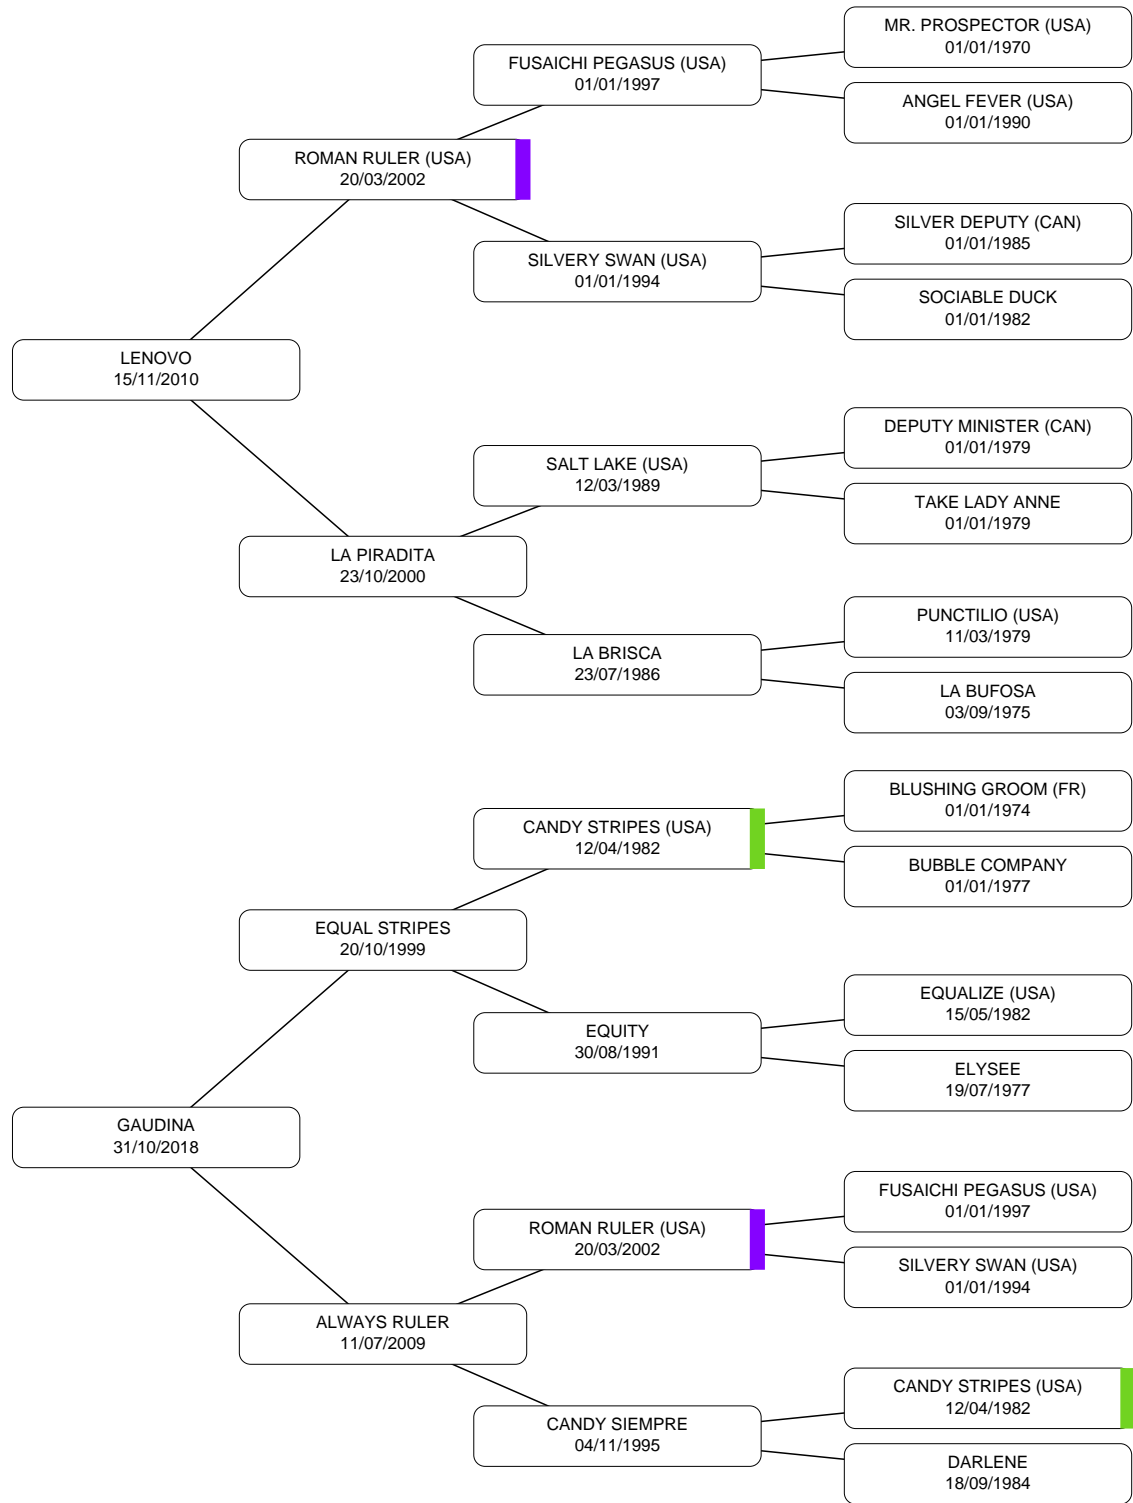 MR. PROSPECTOR (USA)
01/01/1970
FUSAICHI PEGASUS (USA)
01/01/1997
ANGEL FEVER (USA)
01/01/1990
ROMAN RULER (USA)
20/03/2002
SILVER DEPUTY (CAN)
01/01/1985
SILVERY SWAN (USA)
01/01/1994
SOCIABLE DUCK
01/01/1982
LENOVO
15/11/2010
DEPUTY MINISTER (CAN)
01/01/1979
SALT LAKE (USA)
12/03/1989
TAKE LADY ANNE
01/01/1979
LA PIRADITA
23/10/2000
PUNCTILIO (USA)
11/03/1979
LA BRISCA
23/07/1986
LA BUFOSA
03/09/1975
BLUSHING GROOM (FR)
01/01/1974
CANDY STRIPES (USA)
12/04/1982
BUBBLE COMPANY
01/01/1977
EQUAL STRIPES
20/10/1999
EQUALIZE (USA)
15/05/1982
EQUITY
30/08/1991
ELYSEE
19/07/1977
GAUDINA
31/10/2018
FUSAICHI PEGASUS (USA)
01/01/1997
ROMAN RULER (USA)
20/03/2002
SILVERY SWAN (USA)
01/01/1994
ALWAYS RULER
11/07/2009
CANDY STRIPES (USA)
12/04/1982
CANDY SIEMPRE
04/11/1995
DARLENE
18/09/1984